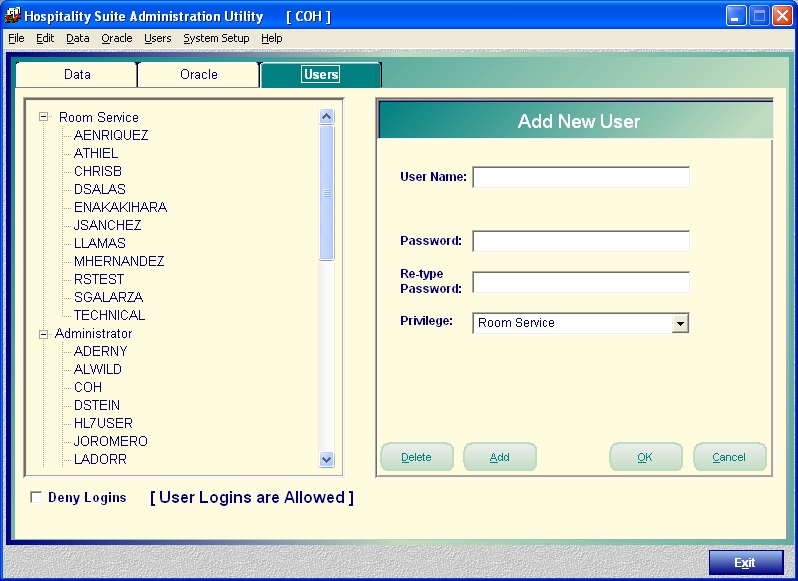 Hospitality Suite Administration Utility [ COH ]
File Edit Data Oracle Users System Setup Help
Data Oracle Users
Room Service
AENRIQUEZ
ATHIEL
CHRISB
DSALAS
ENAKAKIHARA
JSANCHEZ
LLAMAS
MHERNANDEZ
RSTEST
SGALARZA
TECHNICAL
Administrator
ADERNY
ALWILD
COH
DSTEIN
HL7USER
JOROMERO
LADORR
Add New User
User Name:
Password:
Re-type
Password:
Privilege: Room Service
Delete Add OK Cancel
Deny Logins [ User Logins are Allowed ]
Exit